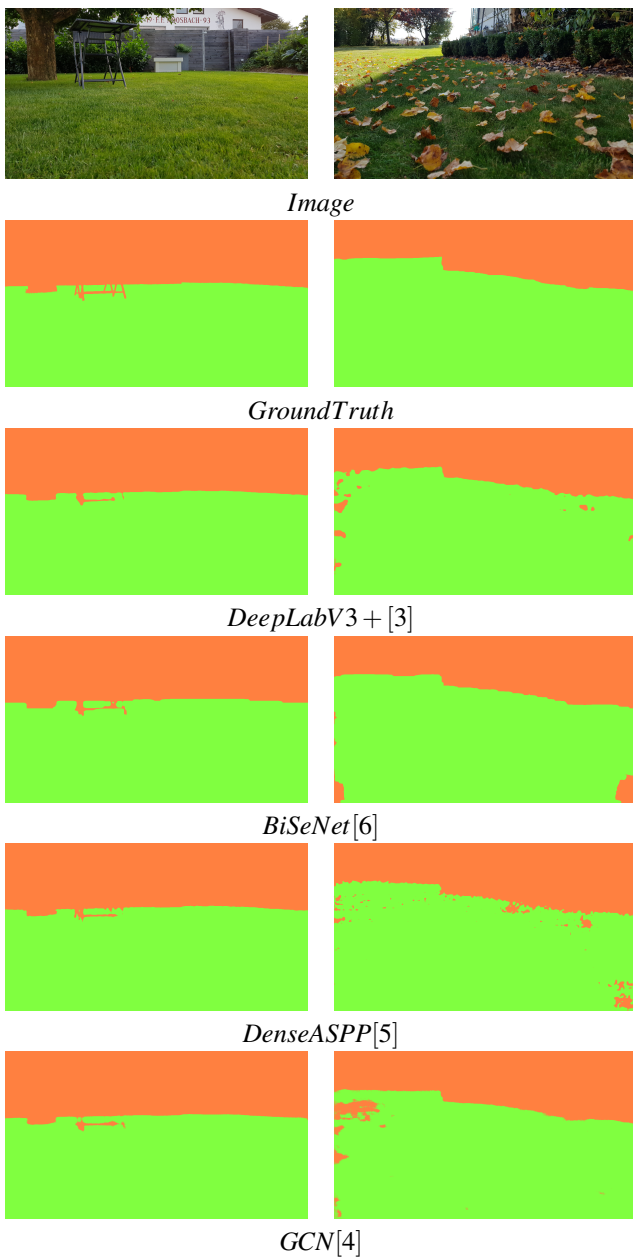 Image
GroundTruth
DeepLabV3+[3]
BiSeNet[6]
DenseASPP[5]
GCN[4]